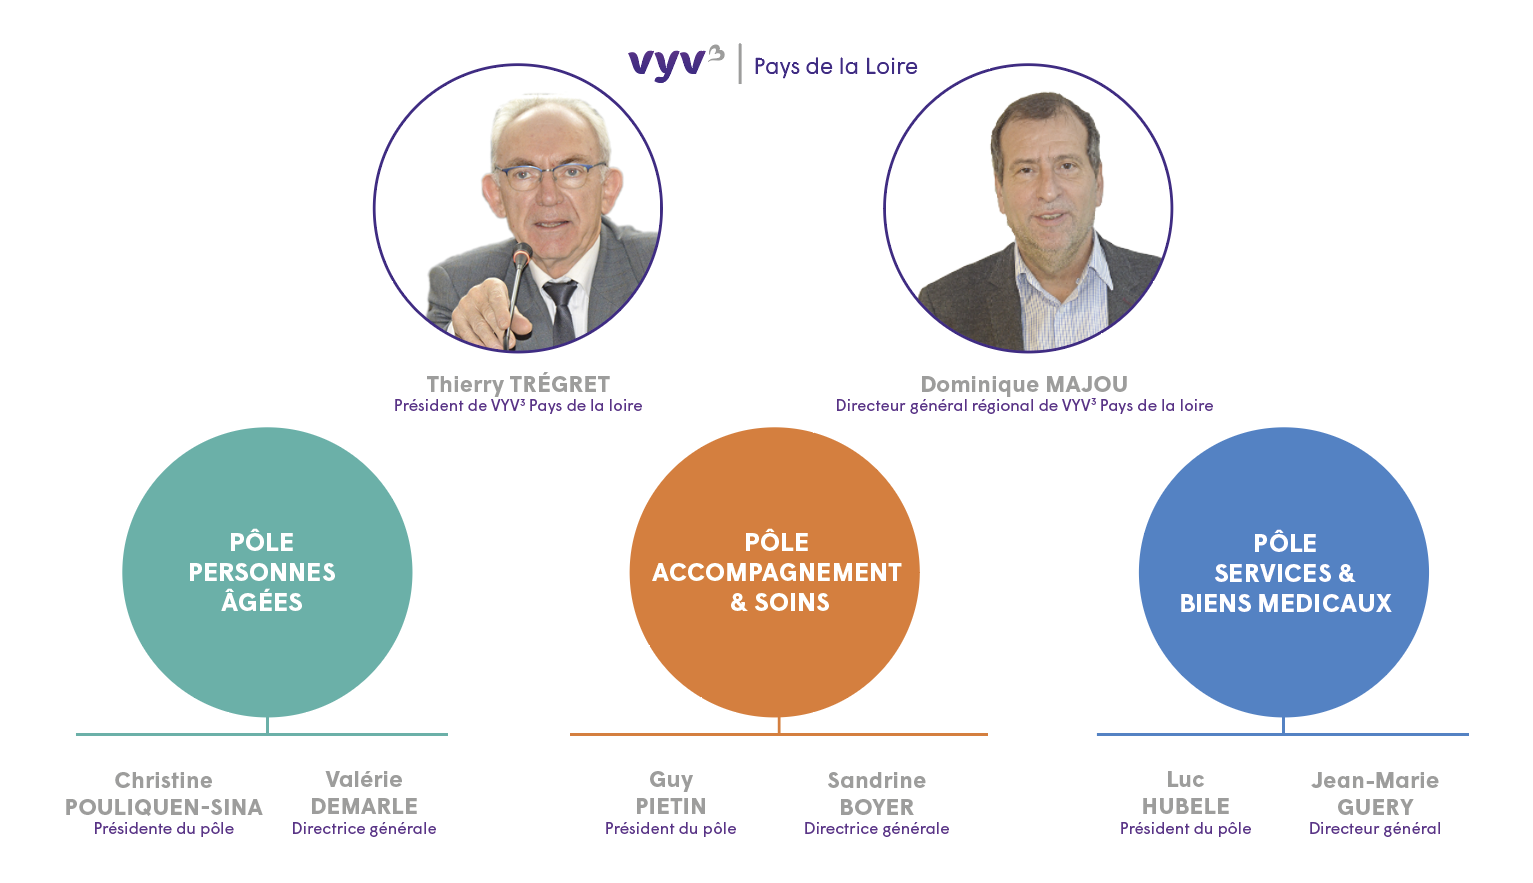 vyv3 | Pays de la Loire
Thierry TRÉGRET
Président de VYV³ Pays de la loire
Dominique MAJOU
Directeur général régional de VYV³ Pays de la loire
PÔLE
PERSONNES
ÂGÉES
PÔLE
ACCOMPAGNEMENT
& SOINS
PÔLE
SERVICES &
BIENS MEDICAUX
Christine
POULIQUEN-SINA
Présidente du pôle
Valérie
DEMARLE
Directrice générale
Guy
PIETIN
Président du pôle
Sandrine
BOYER
Directrice générale
Luc
HUBELE
Président du pôle
Jean-Marie
GUERY
Directeur général